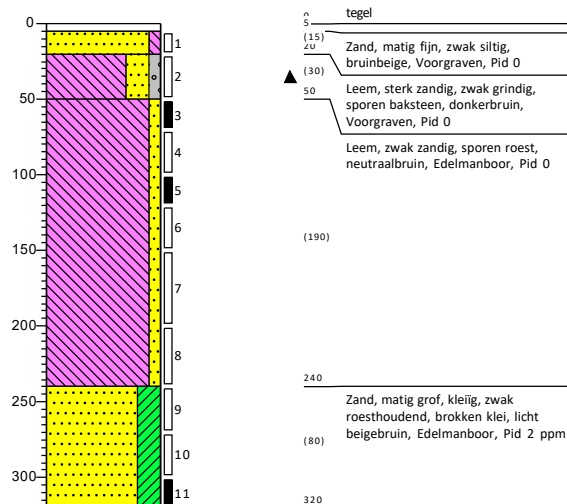 0
50
100
150
200
250
300
1
2
3
4
5
6
7
8
9
10
11
0
tegel
5
(15)
20
Zand, matig fijn, zwak siltig,
bruinbeige, Voorgraven, Pid 0
(30)
50
Leem, sterk zandig, zwak grindig,
sporen baksteen, donkerbruin,
Voorgraven, Pid 0
Leem, zwak zandig, sporen roest,
neutraalbruin, Edelmanboor, Pid 0
(190)
240
Zand, matig grof, kleiïg, zwak
roesthoudend, brokken klei, licht
beigebruin, Edelmanboor, Pid 2 ppm
(80)
320